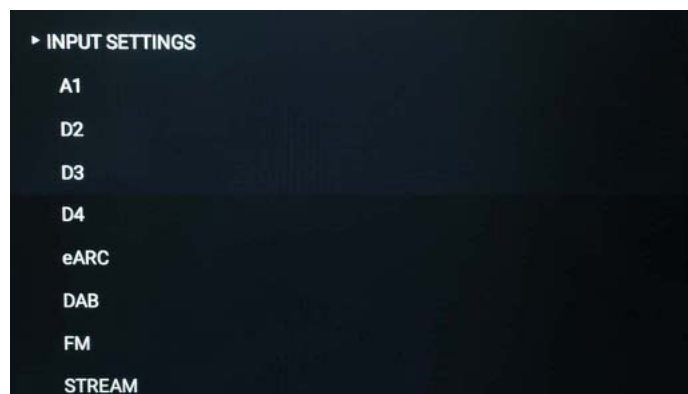 ▸ INPUT SETTINGS
A1
D2
D3
D4
eARC
DAB
FM
STREAM